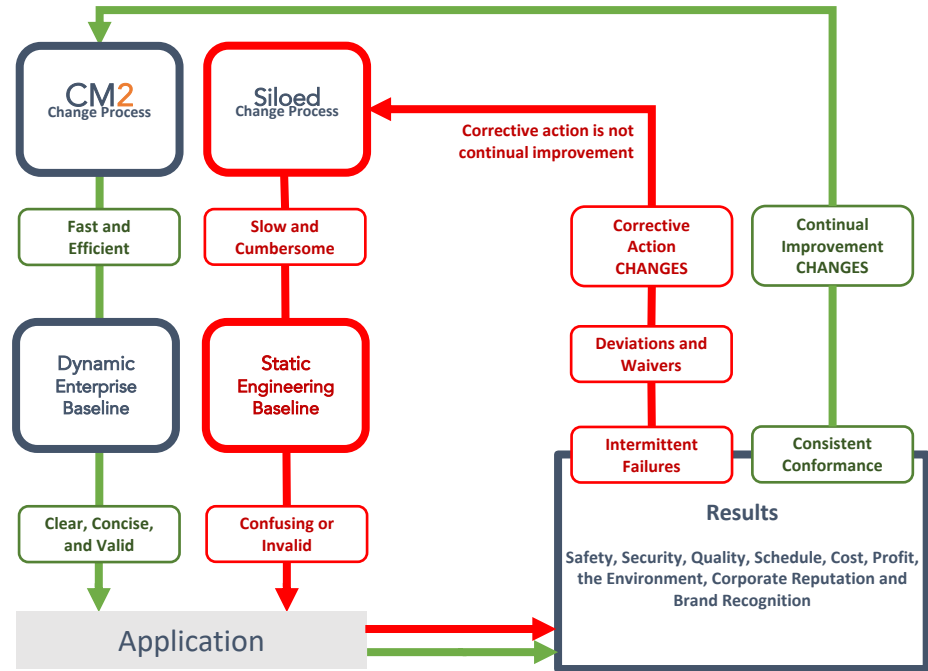 CM2
Change Process
Siloed
Change Process
Corrective action is not
continual improvement
Fast and
Efficient
Slow and
Cumbersome
Corrective
Action
CHANGES
Continual
Improvement
CHANGES
Dynamic
Enterprise
Baseline
Static
Engineering
Baseline
Deviations and
Waivers
Intermittent
Failures
Consistent
Conformance
Clear, Concise,
and Valid
Confusing or
Invalid
Results
Safety, Security, Quality, Schedule, Cost, Profit,
the Environment, Corporate Reputation and
Brand Recognition
Application